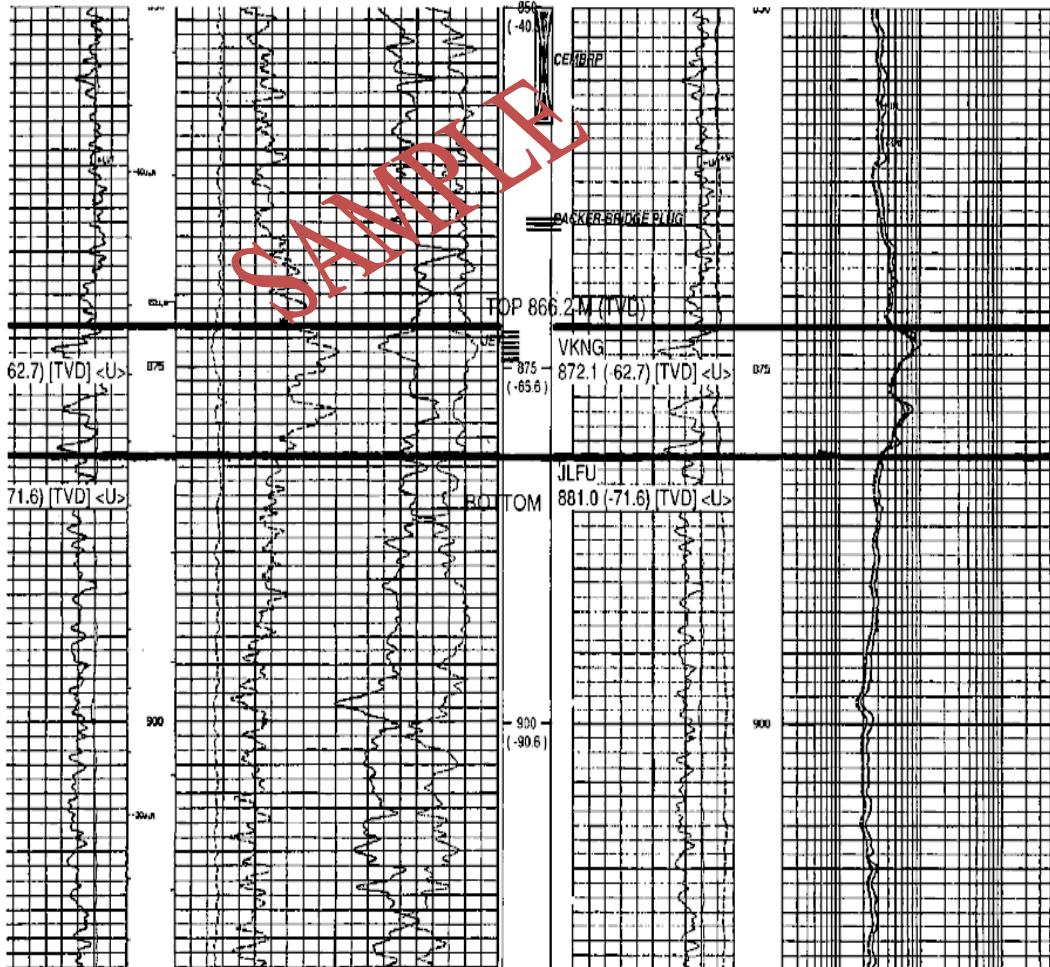 850
(-40.
CEMBRP
SAMPLE
PACKER-BRIDGE PLUG
TOP 866.2 M (TVD)
VKNG
62.7) [TVD] <U>
875
875
(-65.6)
872.1 (-62.7) [TVD] <U>
875
JLFU
71.6) [TVD] <U>
BOTTOM
881.0 (-71.6) [TVD] <U>
900
900
(-90.6)
900